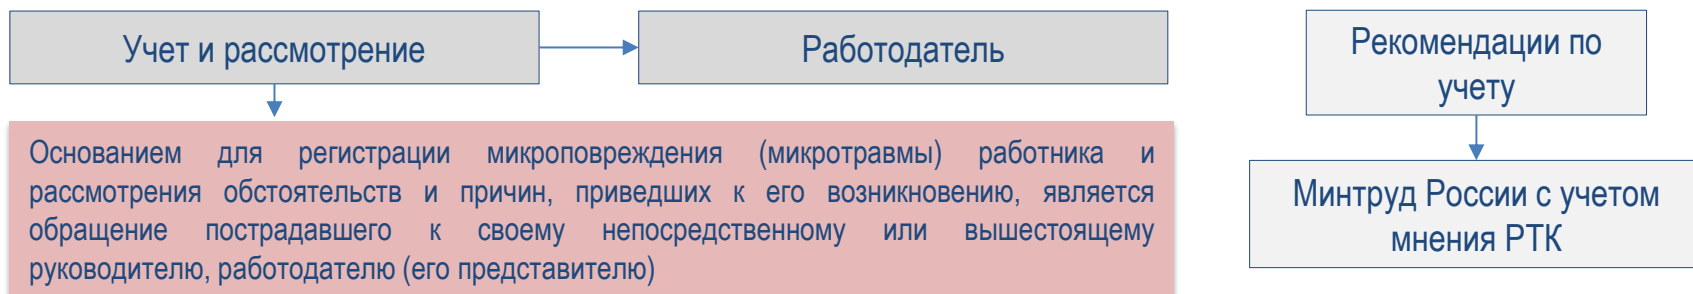 Учет и рассмотрение
Работодатель
Основанием для регистрации микроповреждения (микротравмы) работника и
рассмотрения обстоятельств и причин, приведших к его возникновению, является
обращение пострадавшего к своему непосредственному или вышестоящему
руководителю, работодателю (его представителю)
Рекомендации по
учету
Минтруд России с учетом
мнения РТК